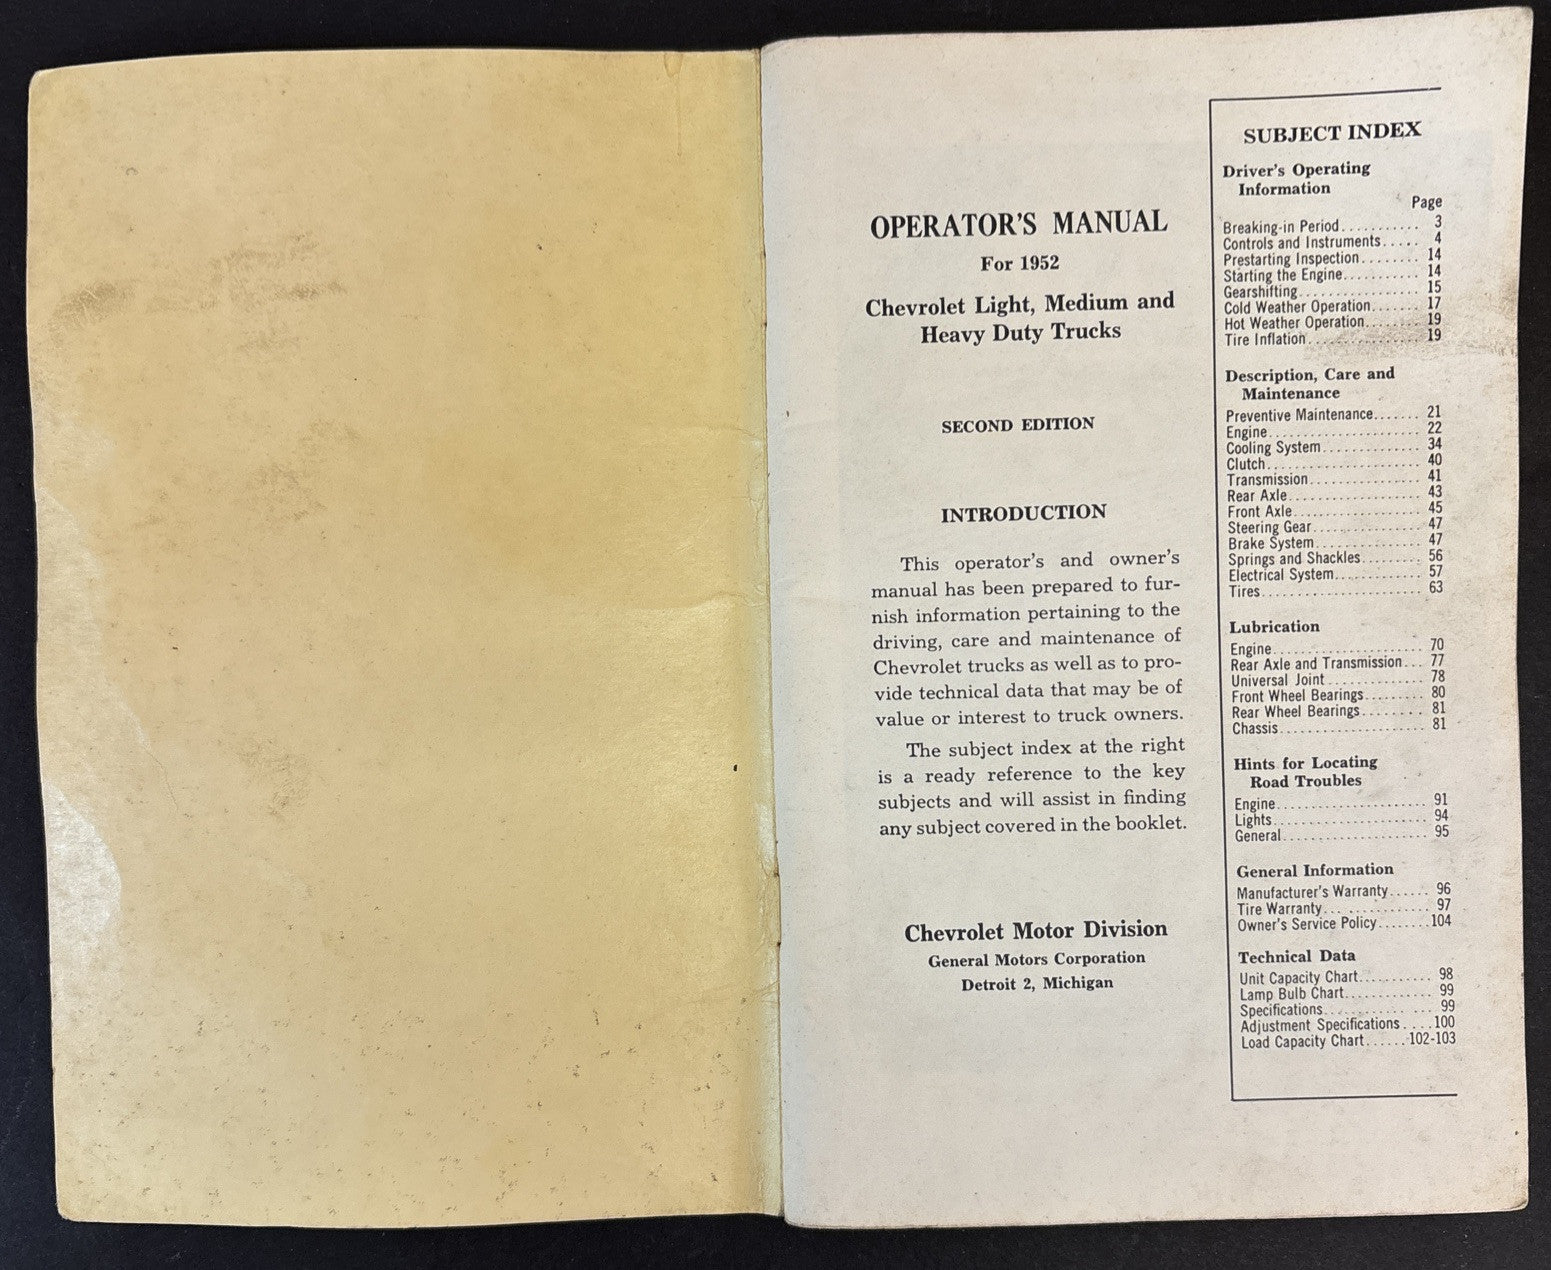 OPERATOR'S MANUAL
For 1952
Chevrolet Light, Medium and
Heavy Duty Trucks
SECOND EDITION
INTRODUCTION
This operator's and owner's
manual has been prepared to fur-
nish information pertaining to the
driving, care and maintenance of
Chevrolet trucks as well as to pro-
vide technical data that may be of
value or interest to truck owners.
The subject index at the right
is a ready reference to the key
subjects and will assist in finding
any subject covered in the booklet.
Chevrolet Motor Division
General Motors Corporation
Detroit 2, Michigan
SUBJECT INDEX
Driver's Operating
Information
Page
Breaking-in Period........... 3
Controls and Instruments..... 4
Prestarting Inspection........ 14
Starting the Engine........... 14
Gearshifting................. 15
Cold Weather Operation....... 17
Hot Weather Operation........ 19
Tire Inflation................ 19
Description, Care and
Maintenance
Preventive Maintenance....... 21
Engine...................... 22
Cooling System.............. 34
Clutch...................... 40
Transmission................ 41
Rear Axle................... 43
Front Axle.................. 45
Steering Gear............... 47
Brake System............... 47
Springs and Shackles......... 56
Electrical System............ 57
Tires....................... 63
Lubrication
Engine...................... 70
Rear Axle and Transmission... 77
Universal Joint.............. 78
Front Wheel Bearings......... 80
Rear Wheel Bearings......... 81
Chassis..................... 81
Hints for Locating
Road Troubles
Engine...................... 91
Lights...................... 94
General..................... 95
General Information
Manufacturer's Warranty...... 96
Tire Warranty............... 97
Owner's Service Policy........104
Technical Data
Unit Capacity Chart........... 98
Lamp Bulb Chart............. 99
Specifications................ 99
Adjustment Specifications....100
Load Capacity Chart......102-103